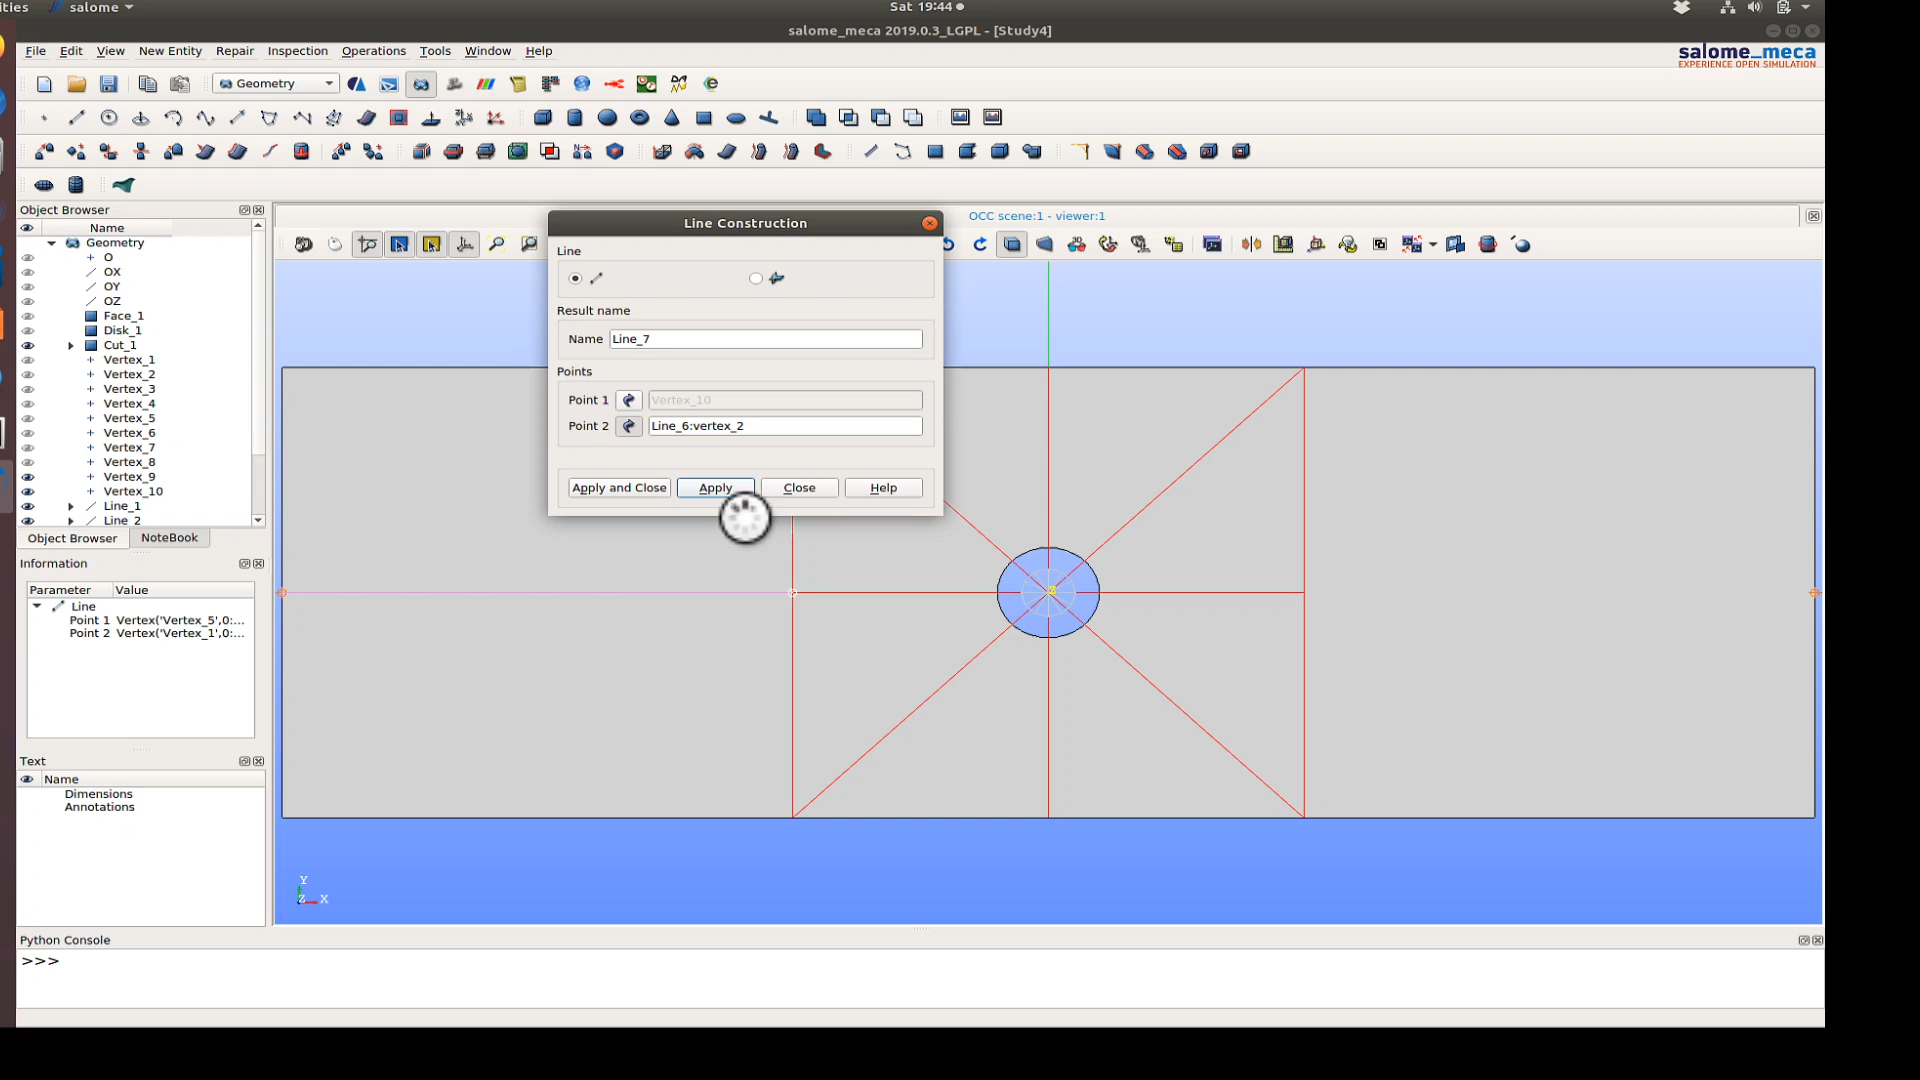 ities
salome
Sat 19:44
salome_meca 2019.0.3_LGPL - [Study4]
File Edit View New Entity Repair Inspection Operations Tools Window Help
salome_meca
EXPERIENCE OPEN SIMULATION
Geometry
Object Browser
Name
Geometry
O
OX
OY
OZ
Face_1
Disk_1
Cut_1
Vertex_1
Vertex_2
Vertex_3
Vertex_4
Vertex_5
Vertex_6
Vertex_7
Vertex_8
Vertex_9
Vertex_10
Line_1
Line_2
Object Browser NoteBook
Information
Parameter Value
Line
Point 1 Vertex('Vertex_5',0:...
Point 2 Vertex('Vertex_1',0:...
Text
Name
Dimensions
Annotations
OCC scene:1 - viewer:1
Line Construction
Line
Result name
Name Line_7
Points
Point 1 Vertex_10
Point 2 Line_6:vertex_2
Apply and Close Apply Close Help
Y
Z X
Python Console
>>>